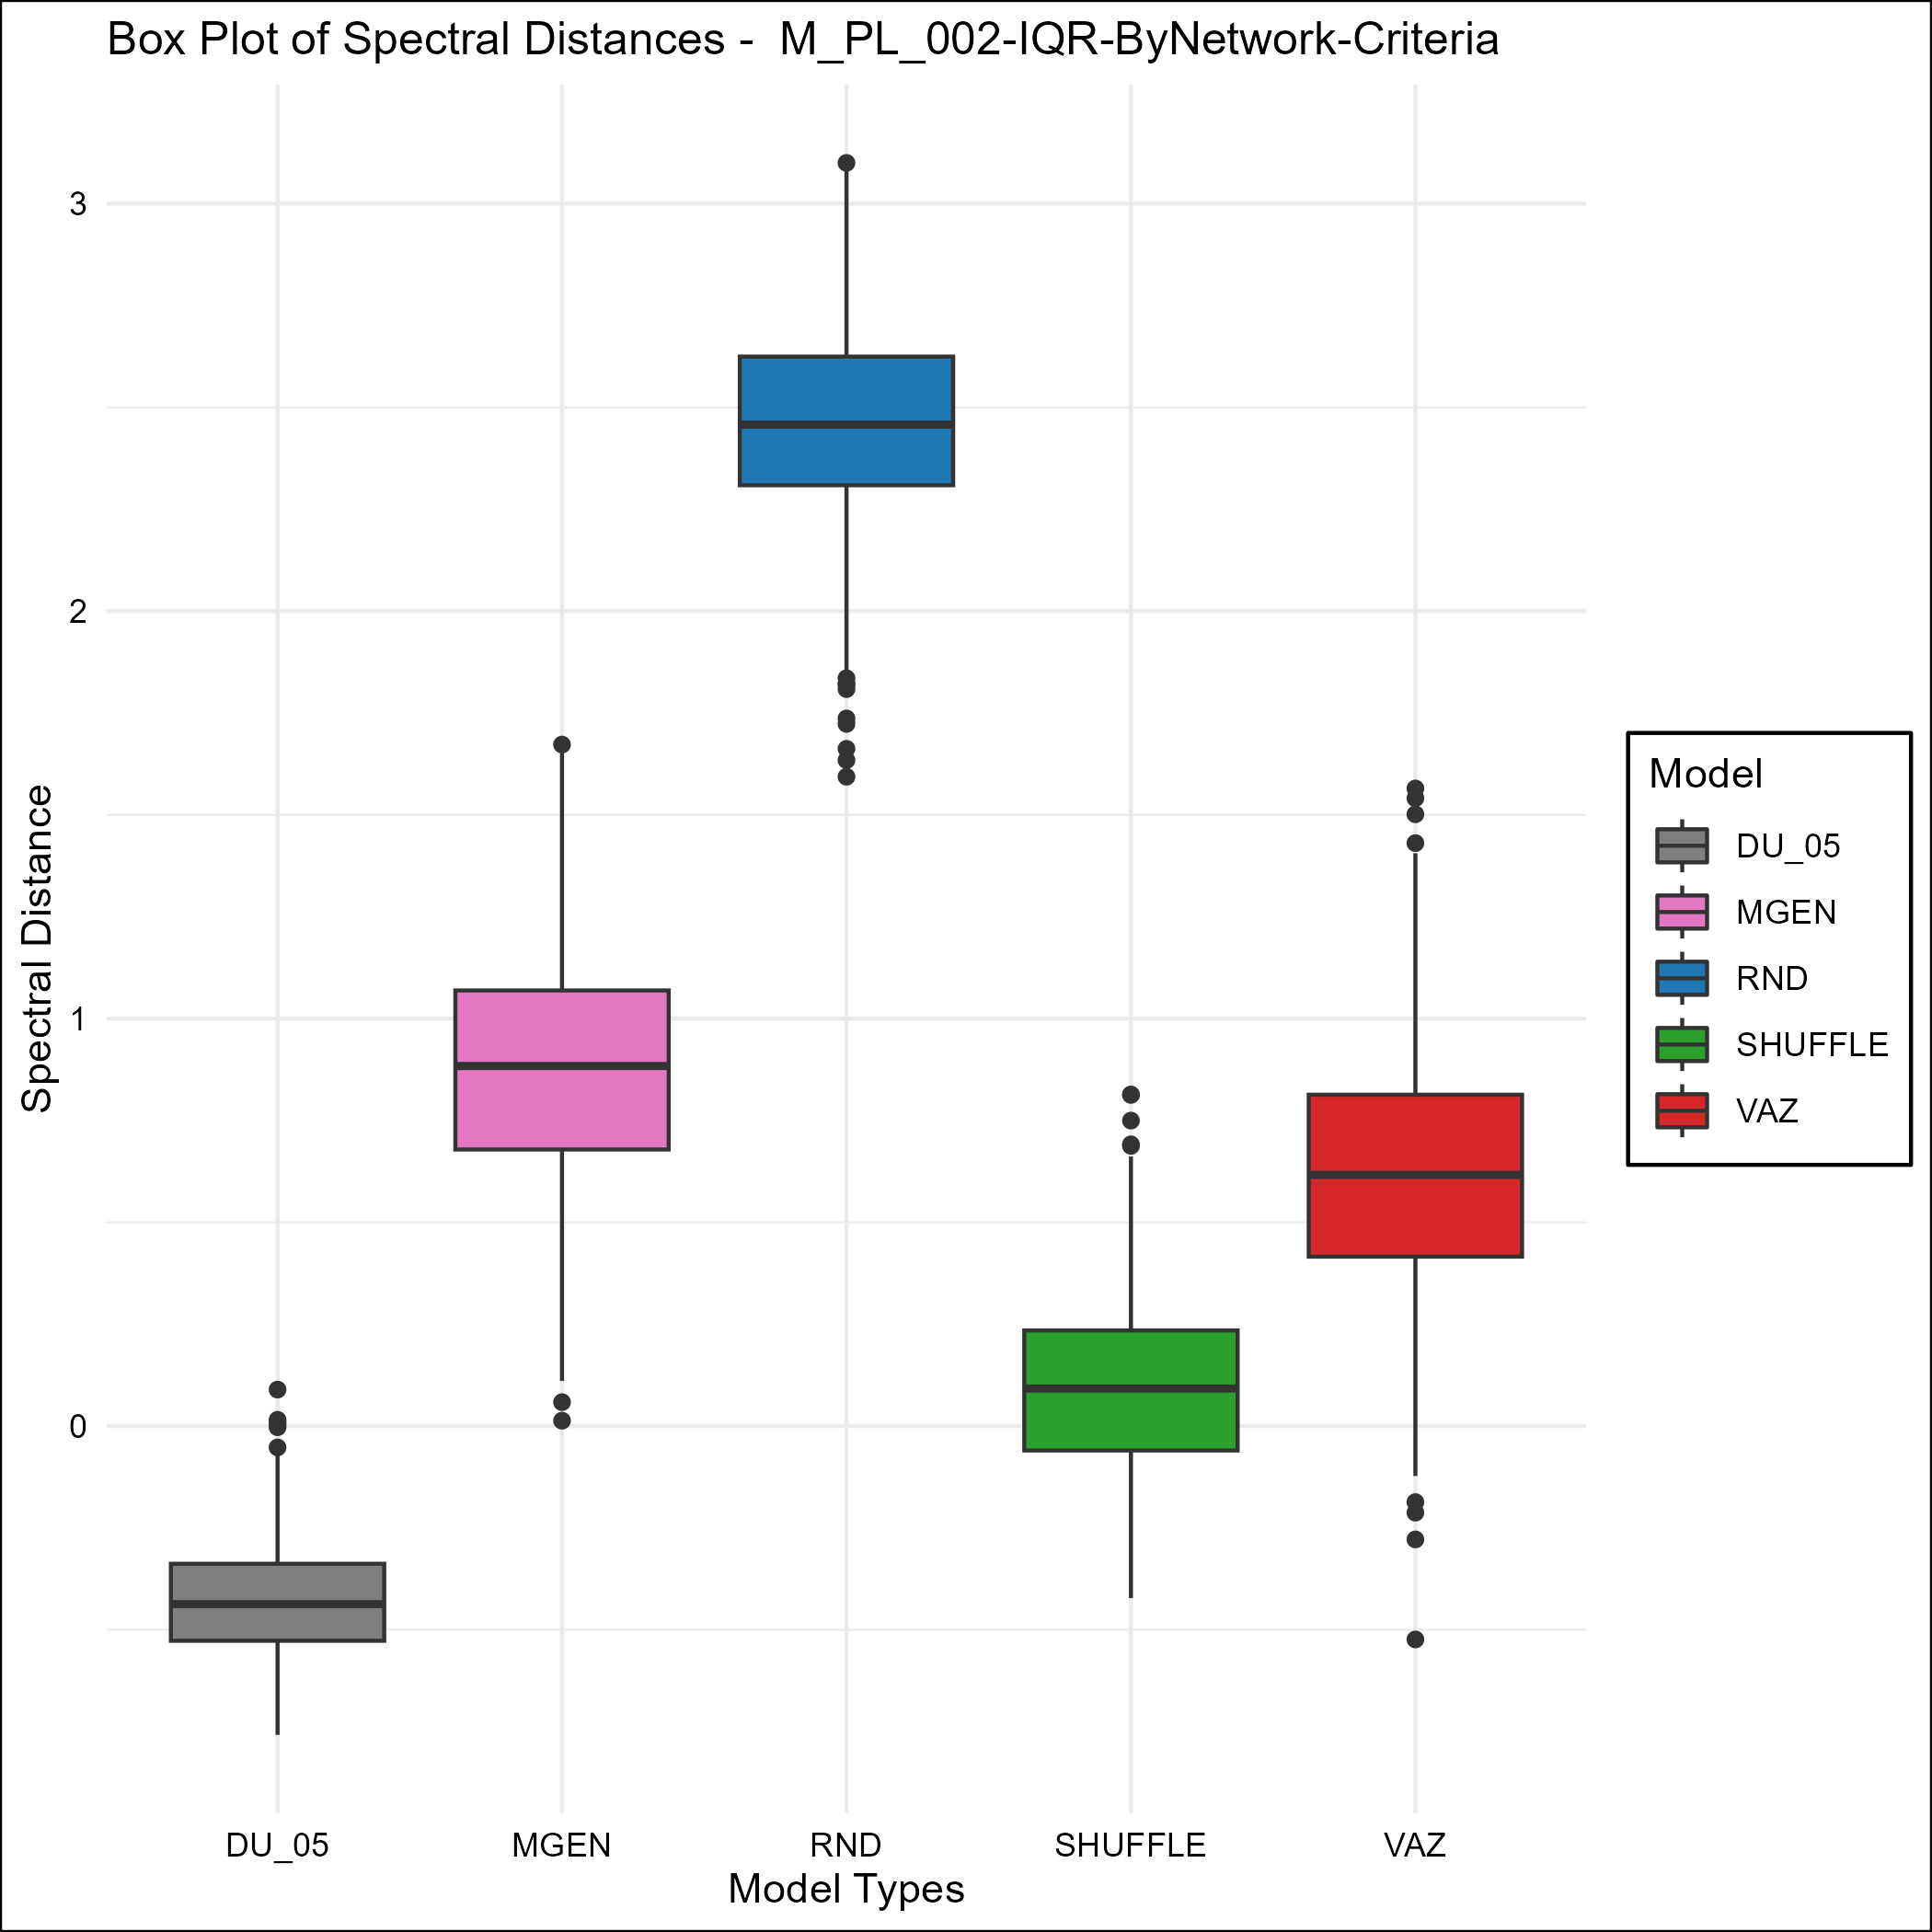 Box Plot of Spectral Distances -  M_PL_002-IQR-ByNetwork-Criteria
Spectral Distance
3
2
1
0
DU_05
MGEN
RND
SHUFFLE
VAZ
Model Types
Model
DU_05
MGEN
RND
SHUFFLE
VAZ